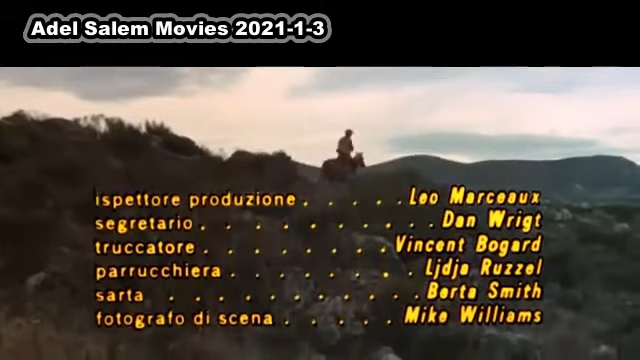 Adel Salem Movies 2021-1-3
ispettore produzione . . . . . Leo Marceaux
segretario . . . . . . . . . . Dan Wrigt
truccatore . . . . . . . . Vincent Bogard
parrucchiera . . . . . . . Ljdja Ruzzel
sarta . . . . . . . . . . . Berta Smith
fotografo di scena . . . . . Mike Williams